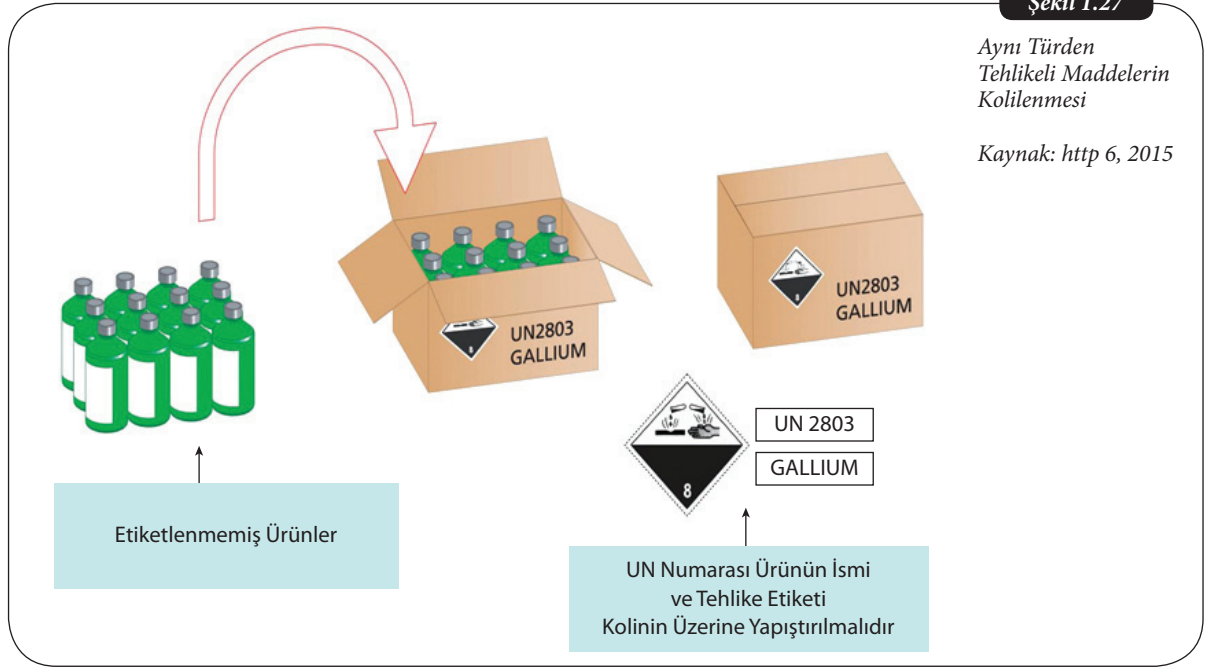 Şekil 1.27
Aynı Türden
Tehlikeli Maddelerin
Kolilenmesi
Kaynak: http 6, 2015
UN2803
GALLIUM
8
UN2803
GALLIUM
8
UN 2803
GALLIUM
8
Etiketlenmemiş Ürünler
UN Numarası Ürünün İsmi
ve Tehlike Etiketi
Kolinin Üzerine Yapıştırılmalıdır